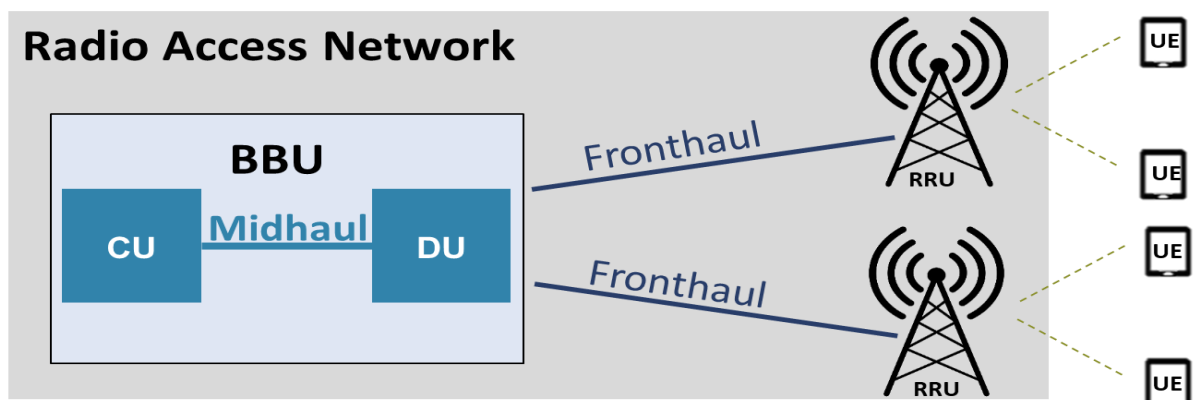 Radio Access Network
BBU
CU
Midhaul
DU
Fronthaul
Fronthaul
RRU
RRU
UE
UE
UE
UE